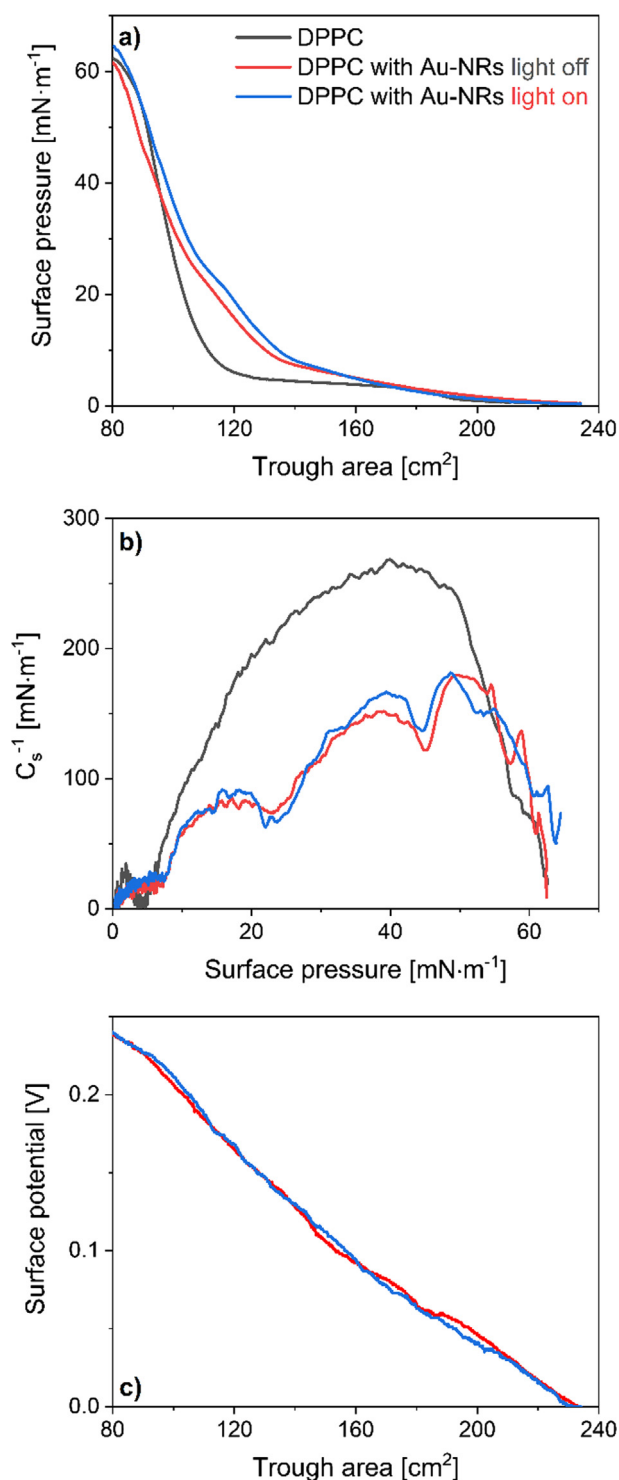 a)
DPPC
DPPC with Au-NRs light off
DPPC with Au-NRs light on
Surface pressure [mN·m⁻¹]
60
40
20
0
80 120 160 200 240
Trough area [cm²]
b)
Cₛ⁻¹ [mN·m⁻¹]
300
200
100
0
0 20 40 60
Surface pressure [mN·m⁻¹]
Surface potential [V]
0.2
0.1
0.0
c)
80 120 160 200 240
Trough area [cm²]